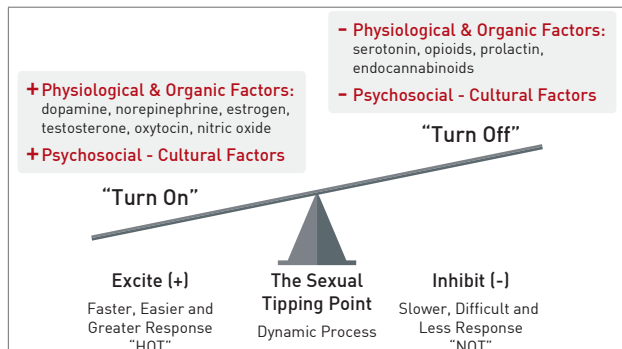 - Physiological & Organic Factors:
serotonin, opioids, prolactin,
endocannabinoids
- Psychosocial - Cultural Factors
+ Physiological & Organic Factors:
dopamine, norepinephrine, estrogen,
testosterone, oxytocin, nitric oxide
+ Psychosocial - Cultural Factors
“Turn Off”
“Turn On”
Excite (+)
Faster, Easier and
Greater Response
“HOT”
The Sexual
Tipping Point
Dynamic Process
Inhibit (-)
Slower, Difficult and
Less Response
“NOT”